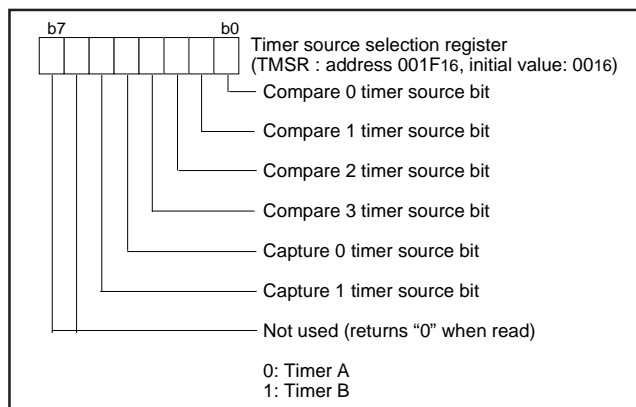 b7 b0
Timer source selection register
(TMSR : address 001F16, initial value: 0016)
Compare 0 timer source bit
Compare 1 timer source bit
Compare 2 timer source bit
Compare 3 timer source bit
Capture 0 timer source bit
Capture 1 timer source bit
Not used (returns “0” when read)
0: Timer A
1: Timer B